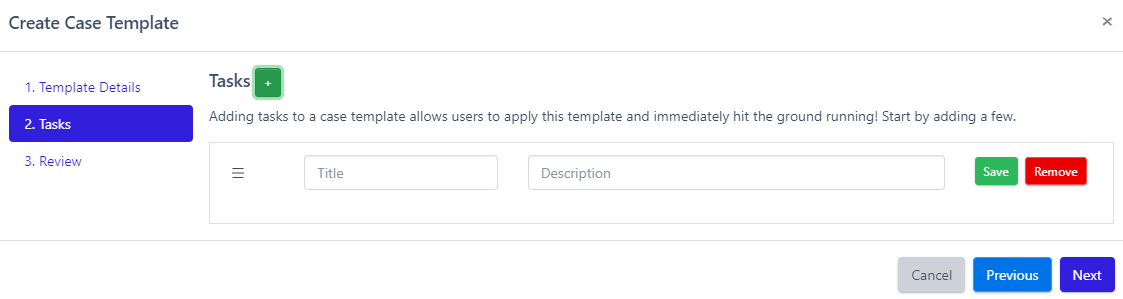 Create Case Template ×
1. Template Details
2. Tasks
3. Review
Tasks +
Adding tasks to a case template allows users to apply this template and immediately hit the ground running! Start by adding a few.
Title Description Save Remove
Cancel Previous Next